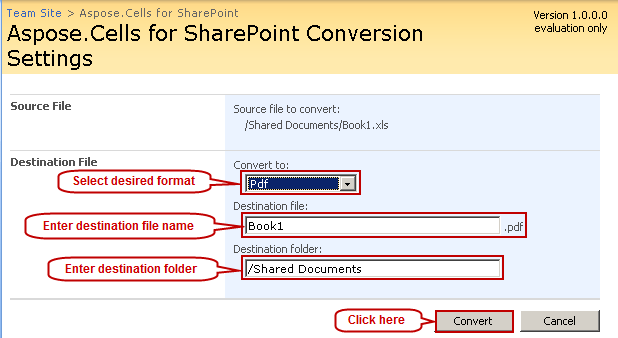 Team Site > Aspose.Cells for SharePoint
Version 1.0.0.0
evaluation only
Aspose.Cells for SharePoint Conversion
Settings
Source File
Source file to convert:
/Shared Documents/Book1.xls
Destination File
Convert to:
Select desired format
Pdf
Destination file:
Enter destination file name
Book1
.pdf
Destination folder:
Enter destination folder
/Shared Documents
Click here
Convert
Cancel